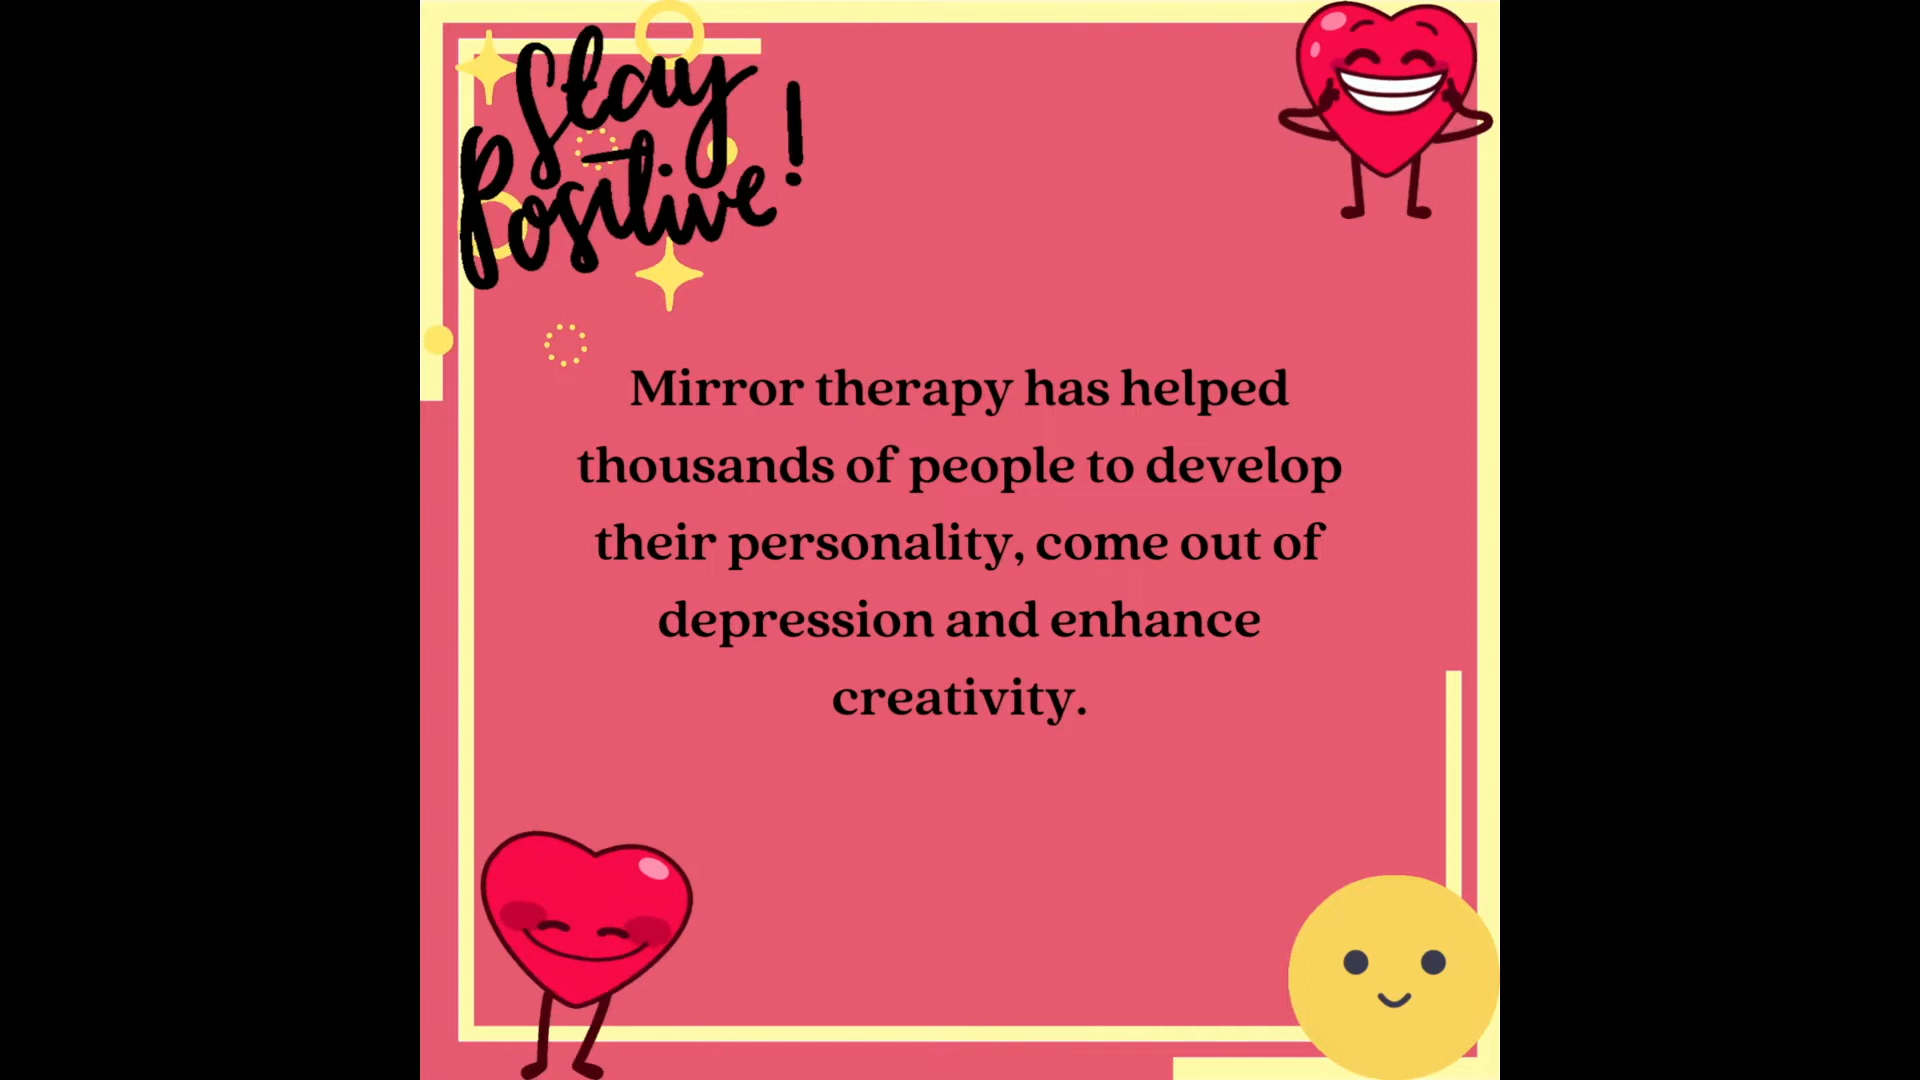 Stay
Positive!
Mirror therapy has helped
thousands of people to develop
their personality, come out of
depression and enhance
creativity.